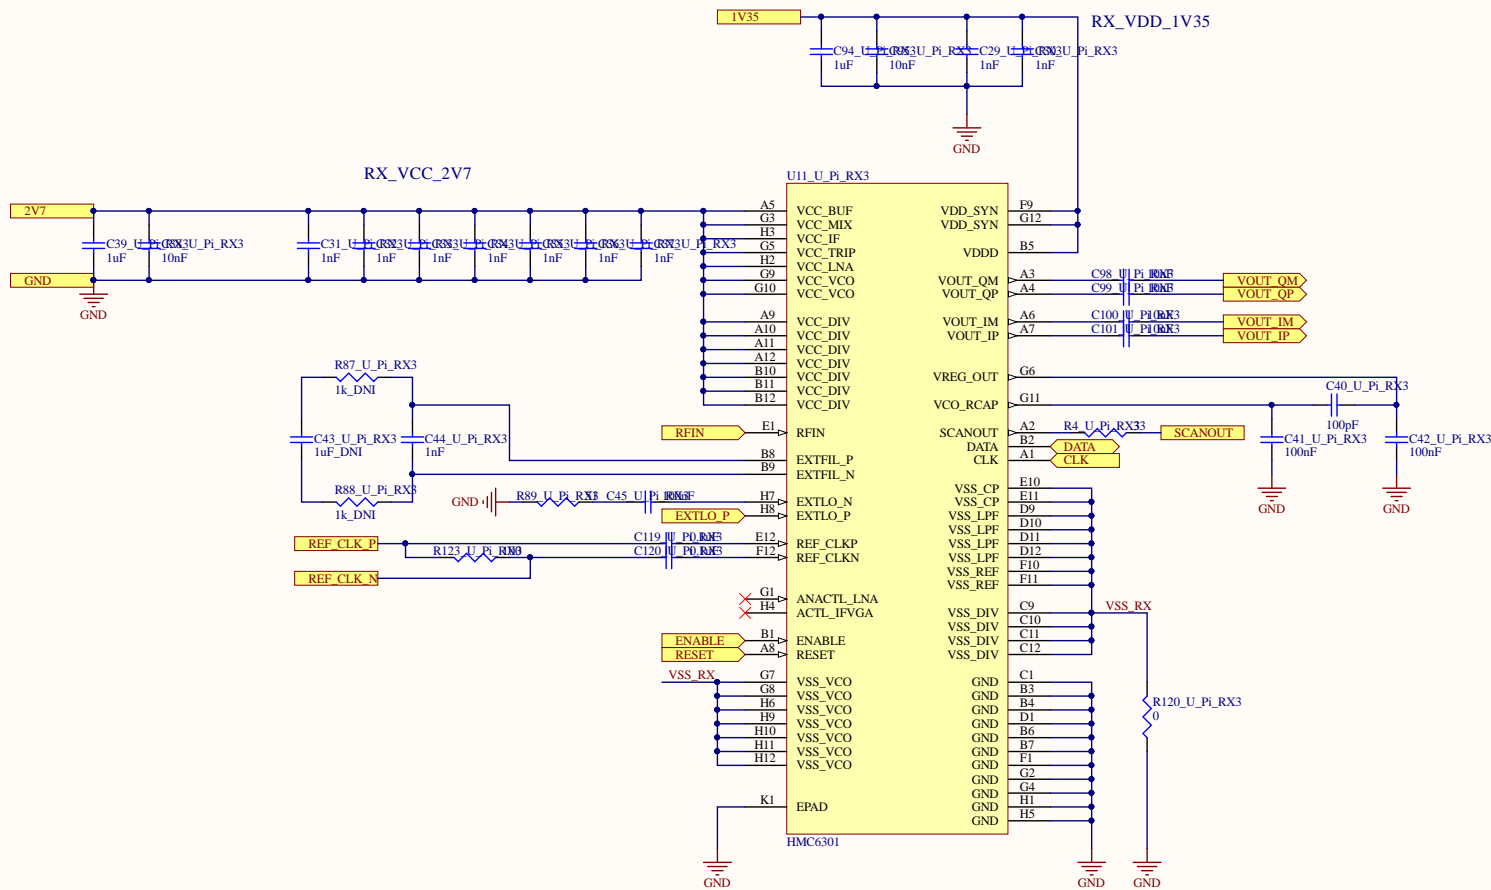 1V35
RX_VDD_1V35
C94_U_Pi_RX3
1uF
10nF
C29_U_Pi_RX3
1nF
1nF
GND
RX_VCC_2V7
2V7
C39_U_Pi_RX3
1uF
10nF
C31_U_Pi_RX3
1nF
1nF
1nF
1nF
1nF
1nF
1nF
GND
GND
U11_U_Pi_RX3
A5 VCC_BUF
G3 VCC_MIX
H3 VCC_IF
G5 VCC_TRIP
H2 VCC_LNA
G9 VCC_VCO
G10 VCC_VCO
A9 VCC_DIV
A10 VCC_DIV
A11 VCC_DIV
A12 VCC_DIV
B10 VCC_DIV
B11 VCC_DIV
B12 VCC_DIV
RFIN E1 RFIN
B8 EXTFIL_P
B9 EXTFIL_N
H7 EXTLO_N
EXTLO_P H8 EXTLO_P
E12 REF_CLKP
F12 REF_CLKN
G1 ANACTL_LNA
H4 ACTL_IFVGA
ENABLE B1 ENABLE
RESET A8 RESET
VSS_RX G7 VSS_VCO
G8 VSS_VCO
H6 VSS_VCO
H9 VSS_VCO
H10 VSS_VCO
H11 VSS_VCO
H12 VSS_VCO
K1 EPAD
HMC6301
GND
R87_U_Pi_RX3
1k_DNI
C43_U_Pi_RX3
1uF_DNI
C44_U_Pi_RX3
1nF
R88_U_Pi_RX3
1k_DNI
GND
R89_U_Pi_RX3
C45_U_Pi_RX3
REF_CLK_P
R123_U_Pi_RX3
C119_U_Pi_RX3
C120_U_Pi_RX3
REF_CLK_N
VDD_SYN F9
VDD_SYN G12
VDDD B5
VOUT_QM A3 C98_U_Pi_RX3 VOUT_QM
VOUT_QP A4 C99_U_Pi_RX3 VOUT_QP
VOUT_IM A6 C100_U_Pi_RX3 VOUT_IM
VOUT_IP A7 C101_U_Pi_RX3 VOUT_IP
VREG_OUT G6
VCO_RCAP G11
C40_U_Pi_RX3
100pF
C41_U_Pi_RX3
100nF
C42_U_Pi_RX3
100nF
GND
GND
SCANOUT A2 R4_U_Pi_RX3 SCANOUT
DATA B2 DATA
CLK A1 CLK
VSS_CP E10
VSS_CP E11
VSS_LPF D9
VSS_LPF D10
VSS_LPF D11
VSS_LPF D12
VSS_REF F10
VSS_REF F11
VSS_DIV C9 VSS_RX
VSS_DIV C10
VSS_DIV C11
VSS_DIV C12
GND C1
GND B3
GND B4
GND D1
GND B6
GND B7
GND F1
GND G2
GND G4
GND H1
GND H5
R120_U_Pi_RX3
0
GND
GND